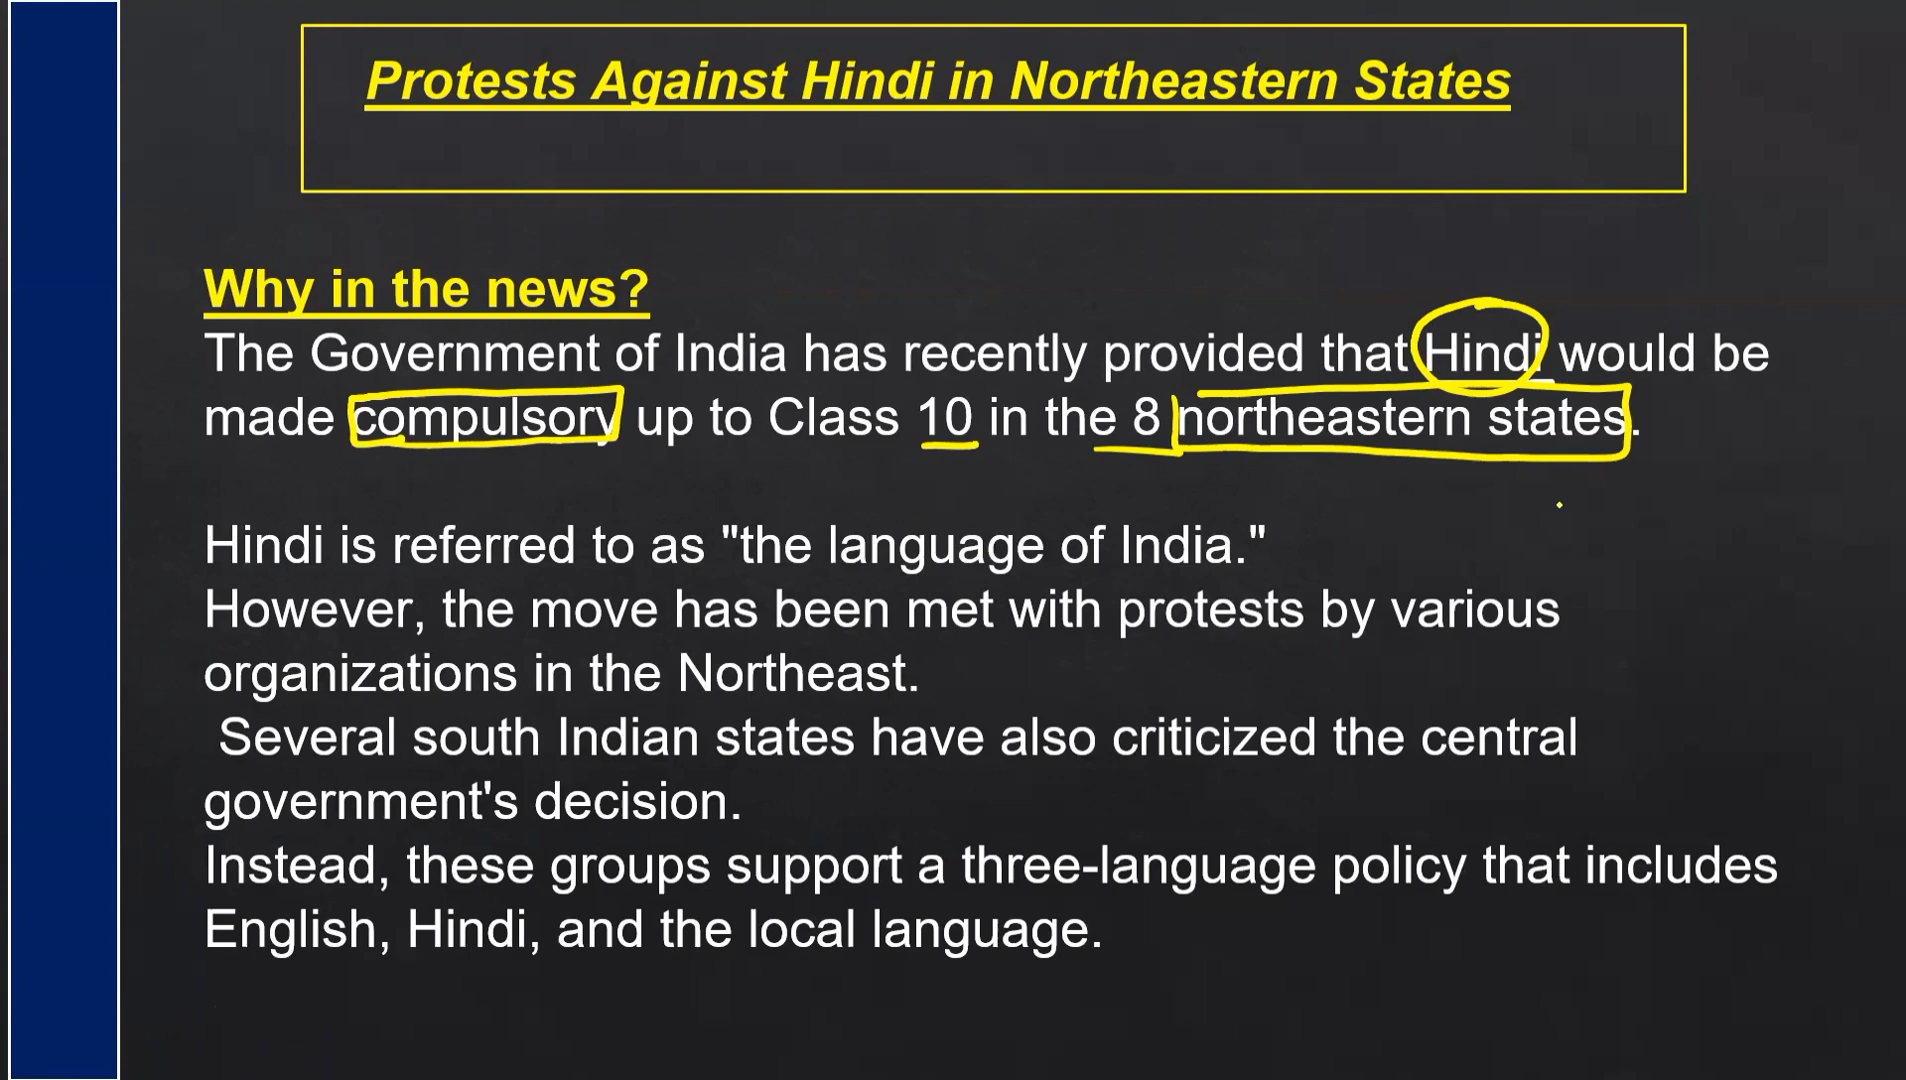 Protests Against Hindi in Northeastern States
Why in the news?
The Government of India has recently provided that Hindi would be
made compulsory up to Class 10 in the 8 northeastern states.
Hindi is referred to as "the language of India."
However, the move has been met with protests by various
organizations in the Northeast.
Several south Indian states have also criticized the central
government's decision.
Instead, these groups support a three-language policy that includes
English, Hindi, and the local language.